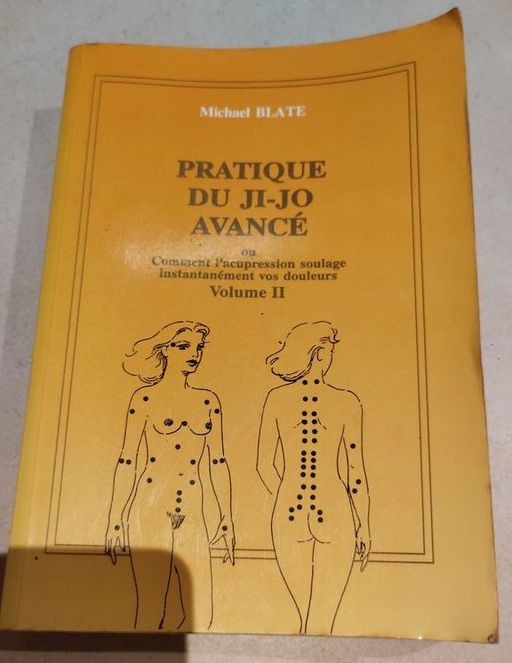 Michael BLATE
PRATIQUE
DU JI-JO
AVANCÉ
ou
Comment l'acupression soulage
instantanément vos douleurs
Volume II